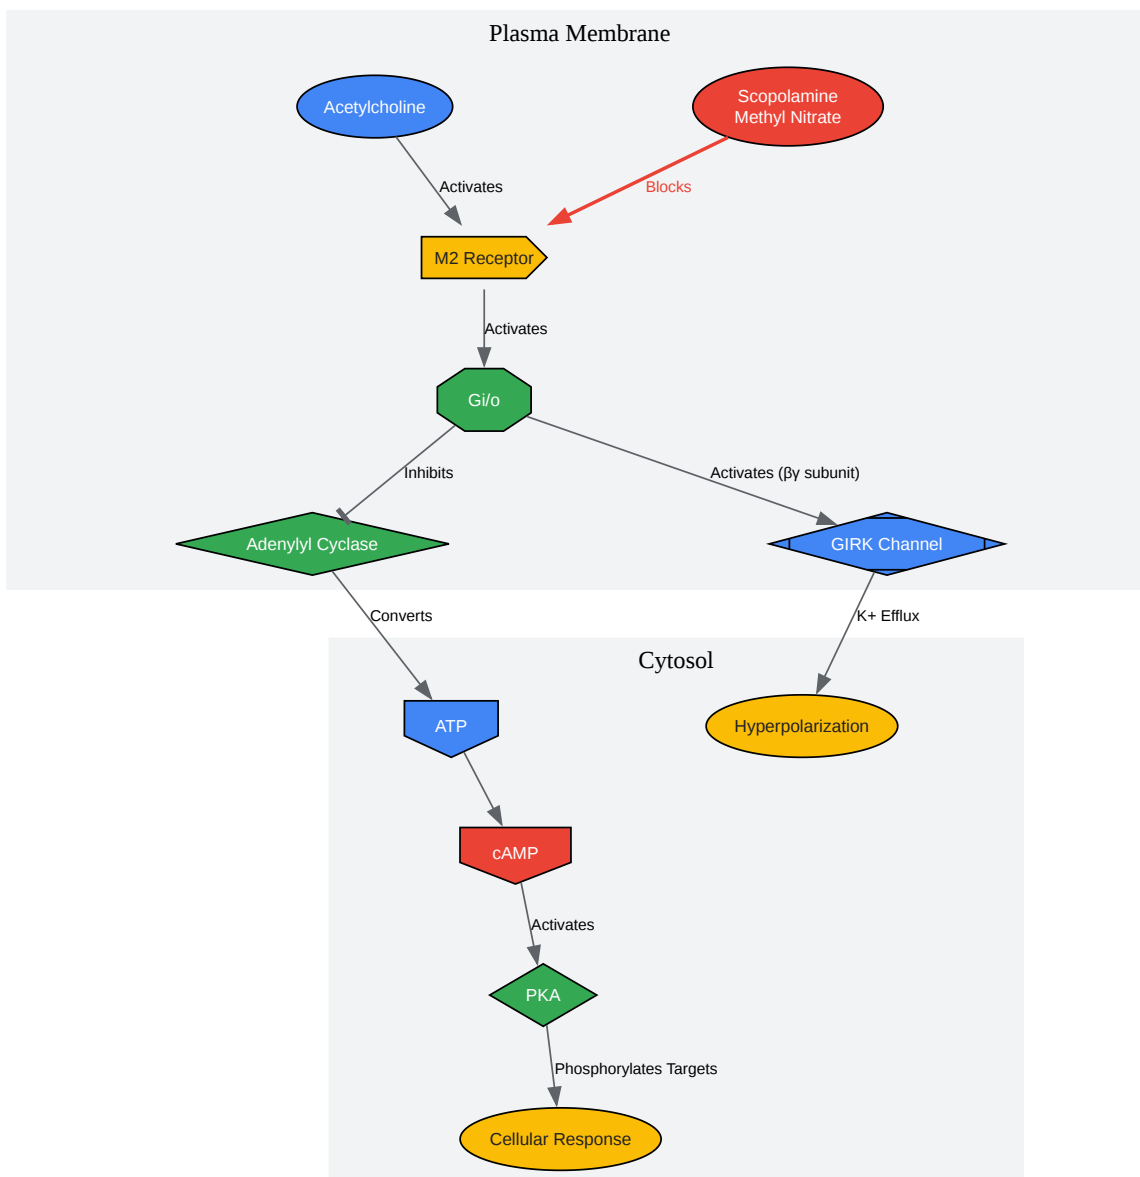 Plasma Membrane
Acetylcholine
Scopolamine
Methyl Nitrate
Activates
Blocks
M2 Receptor
Activates
Gi/o
Inhibits
Activates (βγ subunit)
Adenylyl Cyclase
GIRK Channel
Converts
K+ Efflux
Cytosol
ATP
Hyperpolarization
cAMP
Activates
PKA
Phosphorylates Targets
Cellular Response